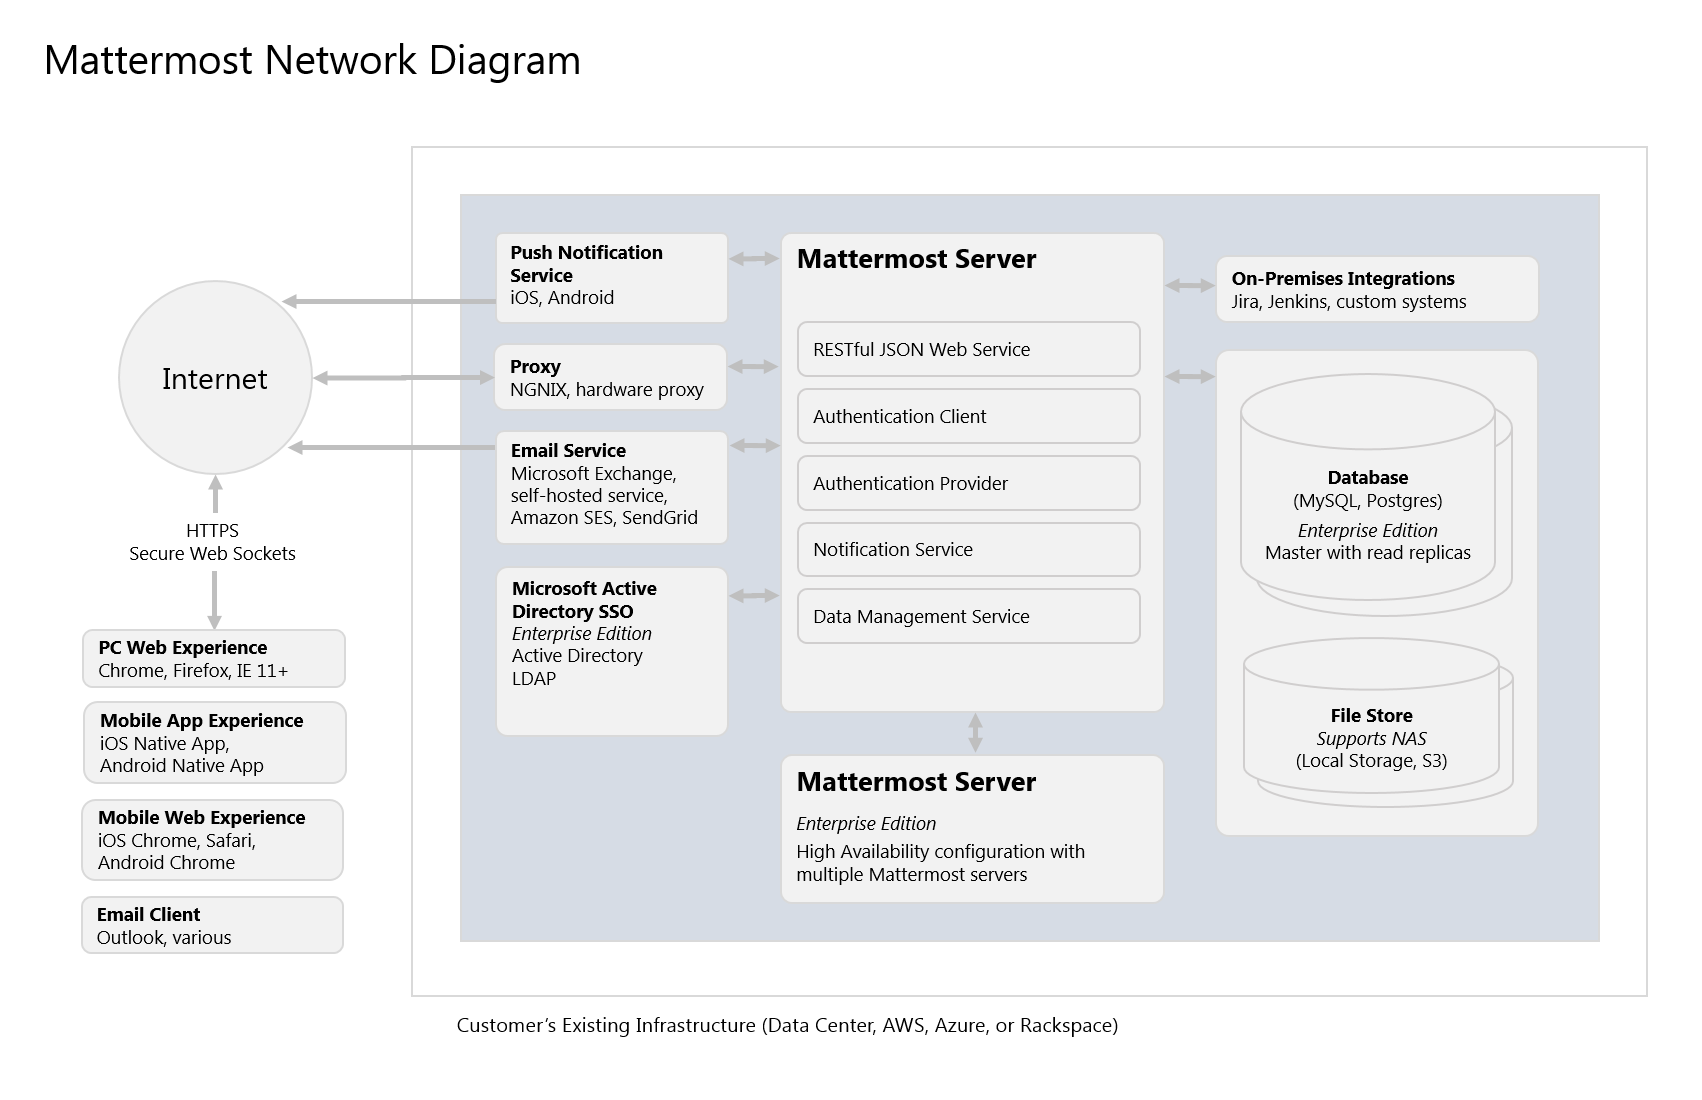 Mattermost Network Diagram
Internet
HTTPS
Secure Web Sockets
PC Web Experience
Chrome, Firefox, IE 11+
Mobile App Experience
iOS Native App,
Android Native App
Mobile Web Experience
iOS Chrome, Safari,
Android Chrome
Email Client
Outlook, various
Push Notification
Service
iOS, Android
Proxy
NGNIX, hardware proxy
Email Service
Microsoft Exchange,
self-hosted service,
Amazon SES, SendGrid
Microsoft Active
Directory SSO
Enterprise Edition
Active Directory
LDAP
Mattermost Server
RESTful JSON Web Service
Authentication Client
Authentication Provider
Notification Service
Data Management Service
Mattermost Server
Enterprise Edition
High Availability configuration with
multiple Mattermost servers
On-Premises Integrations
Jira, Jenkins, custom systems
Database
(MySQL, Postgres)
Enterprise Edition
Master with read replicas
File Store
Supports NAS
(Local Storage, S3)
Customer’s Existing Infrastructure (Data Center, AWS, Azure, or Rackspace)